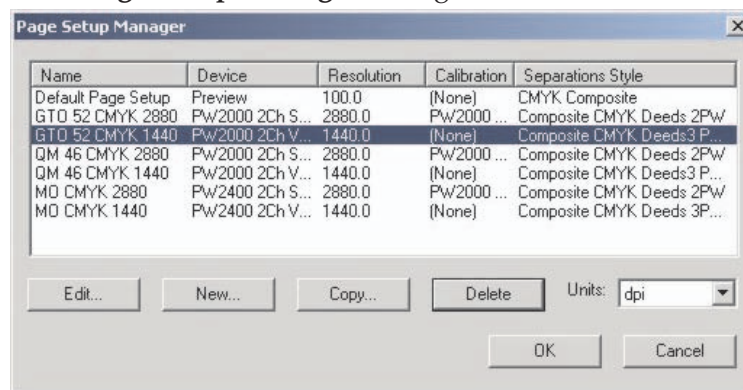 Page Setup Manager
Name Device Resolution Calibration Separations Style
Default Page Setup Preview 100.0 (None) CMYK Composite
GTO 52 CMYK 2880 PW2000 2Ch S... 2880.0 PW2000 ... Composite CMYK Deeds 2PW
GTO 52 CMYK 1440 PW2000 2Ch V... 1440.0 (None) Composite CMYK Deeds3 P...
QM 46 CMYK 2880 PW2000 2Ch S... 2880.0 PW2000 ... Composite CMYK Deeds 2PW
QM 46 CMYK 1440 PW2000 2Ch V... 1440.0 (None) Composite CMYK Deeds3 P...
MO CMYK 2880 PW2400 2Ch S... 2880.0 PW2000 ... Composite CMYK Deeds 2PW
MO CMYK 1440 PW2400 2Ch V... 1440.0 (None) Composite CMYK Deeds 3P...
Edit... New... Copy... Delete Units: dpi
OK Cancel